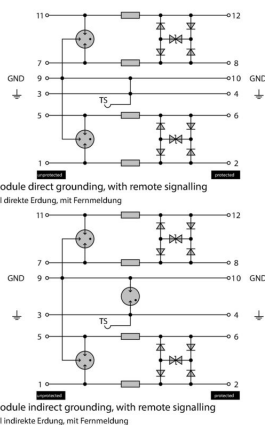 11 12
7 8
GND 9 10 GND
3 4
TS
5 6
1 2
unprotected protected
odule direct grounding, with remote signalling
l direkte Erdung, mit Fernmeldung
11 12
7 8
GND 9 10 GND
3 4
TS
5 6
1 2
unprotected protected
odule indirect grounding, with remote signalling
l indirekte Erdung, mit Fernmeldung